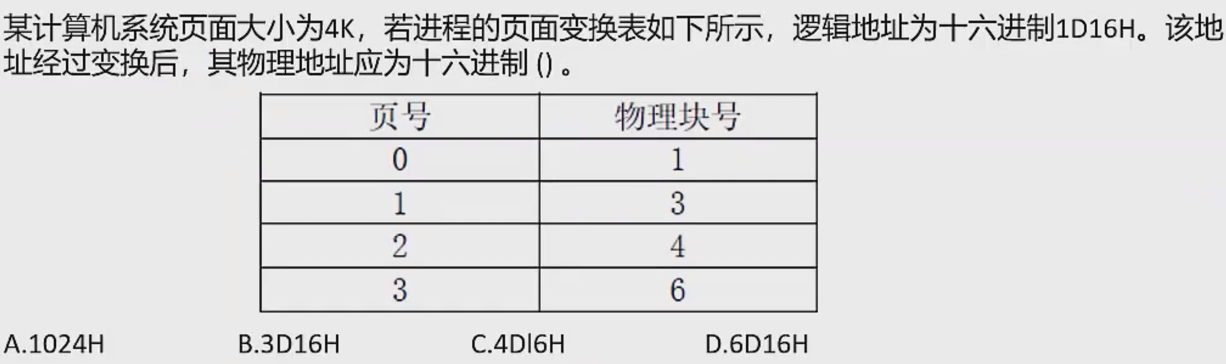 某计算机系统页面大小为4K，若进程的页面变换表如下所示，逻辑地址为十六进制1D16H。该地
址经过变换后，其物理地址应为十六进制 () 。
页号 物理块号
0 1
1 3
2 4
3 6
A.1024H B.3D16H C.4Dl6H D.6D16H